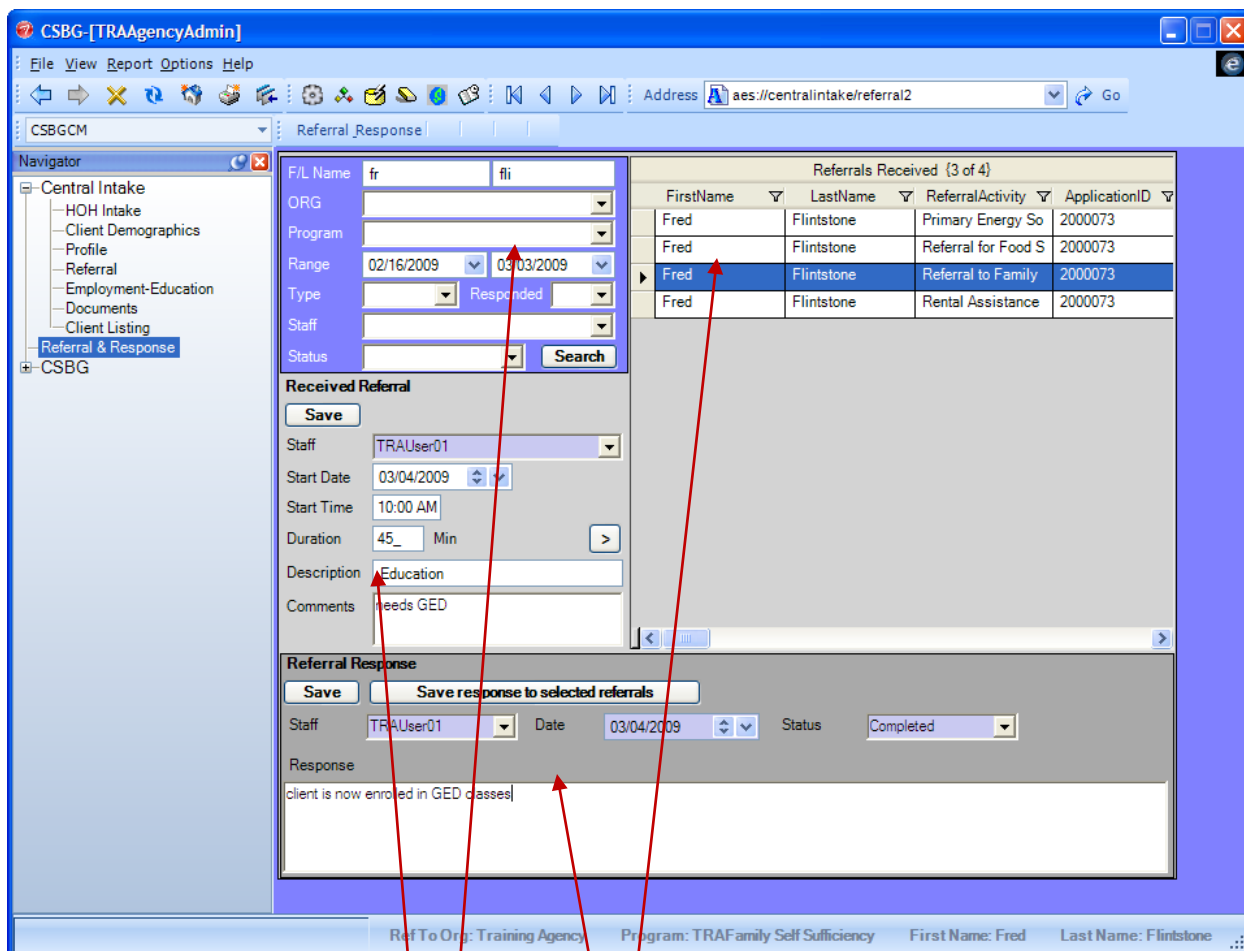 CSBG-[TRAAgencyAdmin]
File View Report Options Help
Address aes://centralintake/referral2 Go
CSBGCM Referral Response
Navigator
Central Intake
HOH Intake
Client Demographics
Profile
Referral
Employment-Education
Documents
Client Listing
Referral & Response
CSBG
F/L Name fr fli
ORG
Program
Range 02/16/2009 03/03/2009
Type Responded
Staff
Status Search
Referrals Received {3 of 4}
FirstName LastName ReferralActivity ApplicationID
Fred Flintstone Primary Energy So 2000073
Fred Flintstone Referral for Food S 2000073
Fred Flintstone Referral to Family 2000073
Fred Flintstone Rental Assistance 2000073
Received Referral
Save
Staff TRAUser01
Start Date 03/04/2009
Start Time 10:00 AM
Duration 45_ Min >
Description Education
Comments needs GED
Referral Response
Save Save response to selected referrals
Staff TRAUser01 Date 03/04/2009 Status Completed
Response
client is now enrolled in GED classes
Ref To Org: Training Agency Program: TRAFamily Self Sufficiency First Name: Fred Last Name: Flintstone